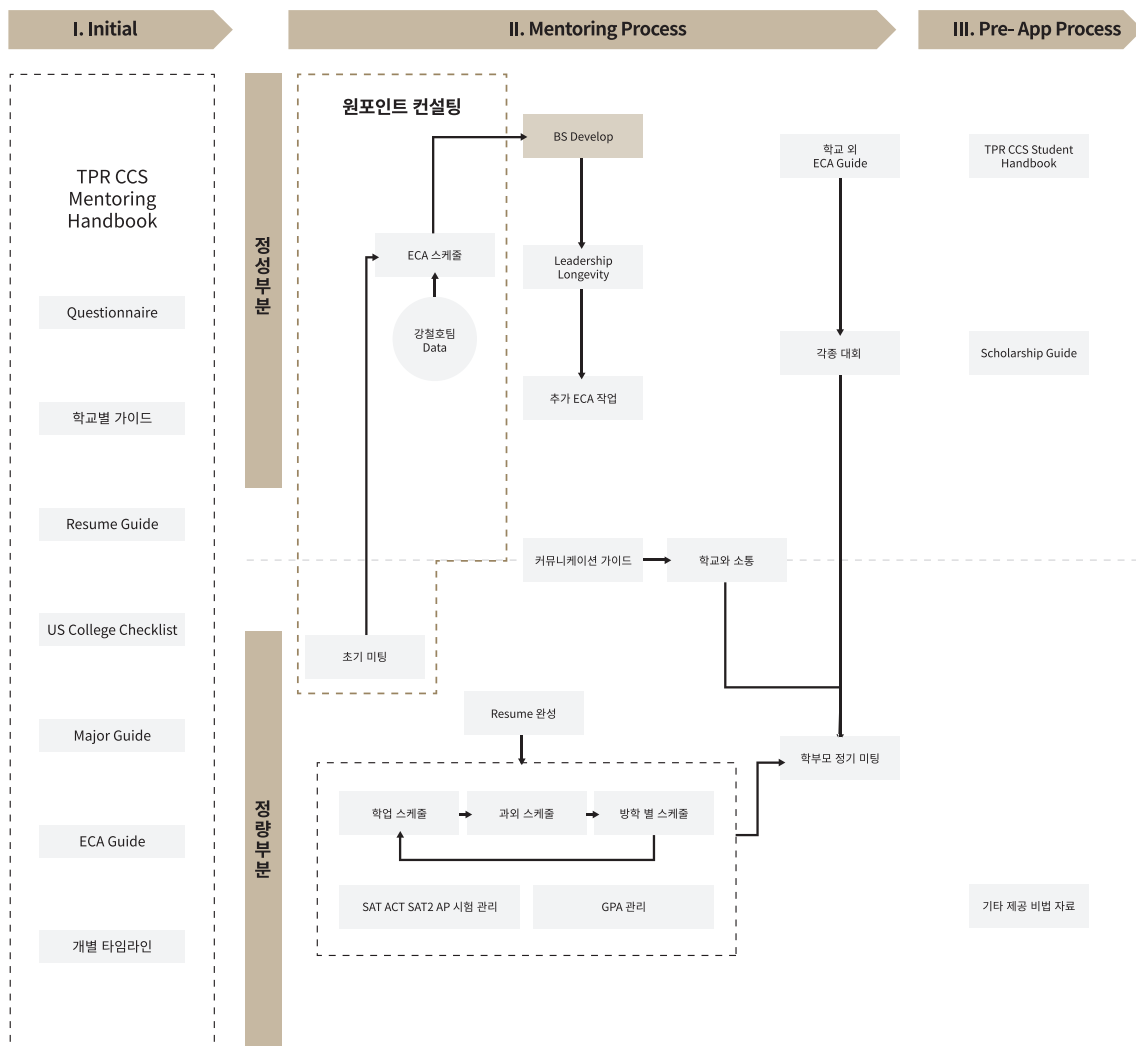 I. Initial
II. Mentoring Process
III. Pre- App Process
TPR CCS
Mentoring
Handbook
Questionnaire
학교별 가이드
Resume Guide
US College Checklist
Major Guide
ECA Guide
개별 타임라인
정성부분
정량부분
원포인트 컨설팅
BS Develop
ECA 스케줄
강철호팀
Data
Leadership
Longevity
추가 ECA 작업
학교 외
ECA Guide
각종 대회
커뮤니케이션 가이드
학교와 소통
초기 미팅
Resume 완성
학부모 정기 미팅
학업 스케줄
과외 스케줄
방학 별 스케줄
SAT ACT SAT2 AP 시험 관리
GPA 관리
TPR CCS Student
Handbook
Scholarship Guide
기타 제공 비법 자료